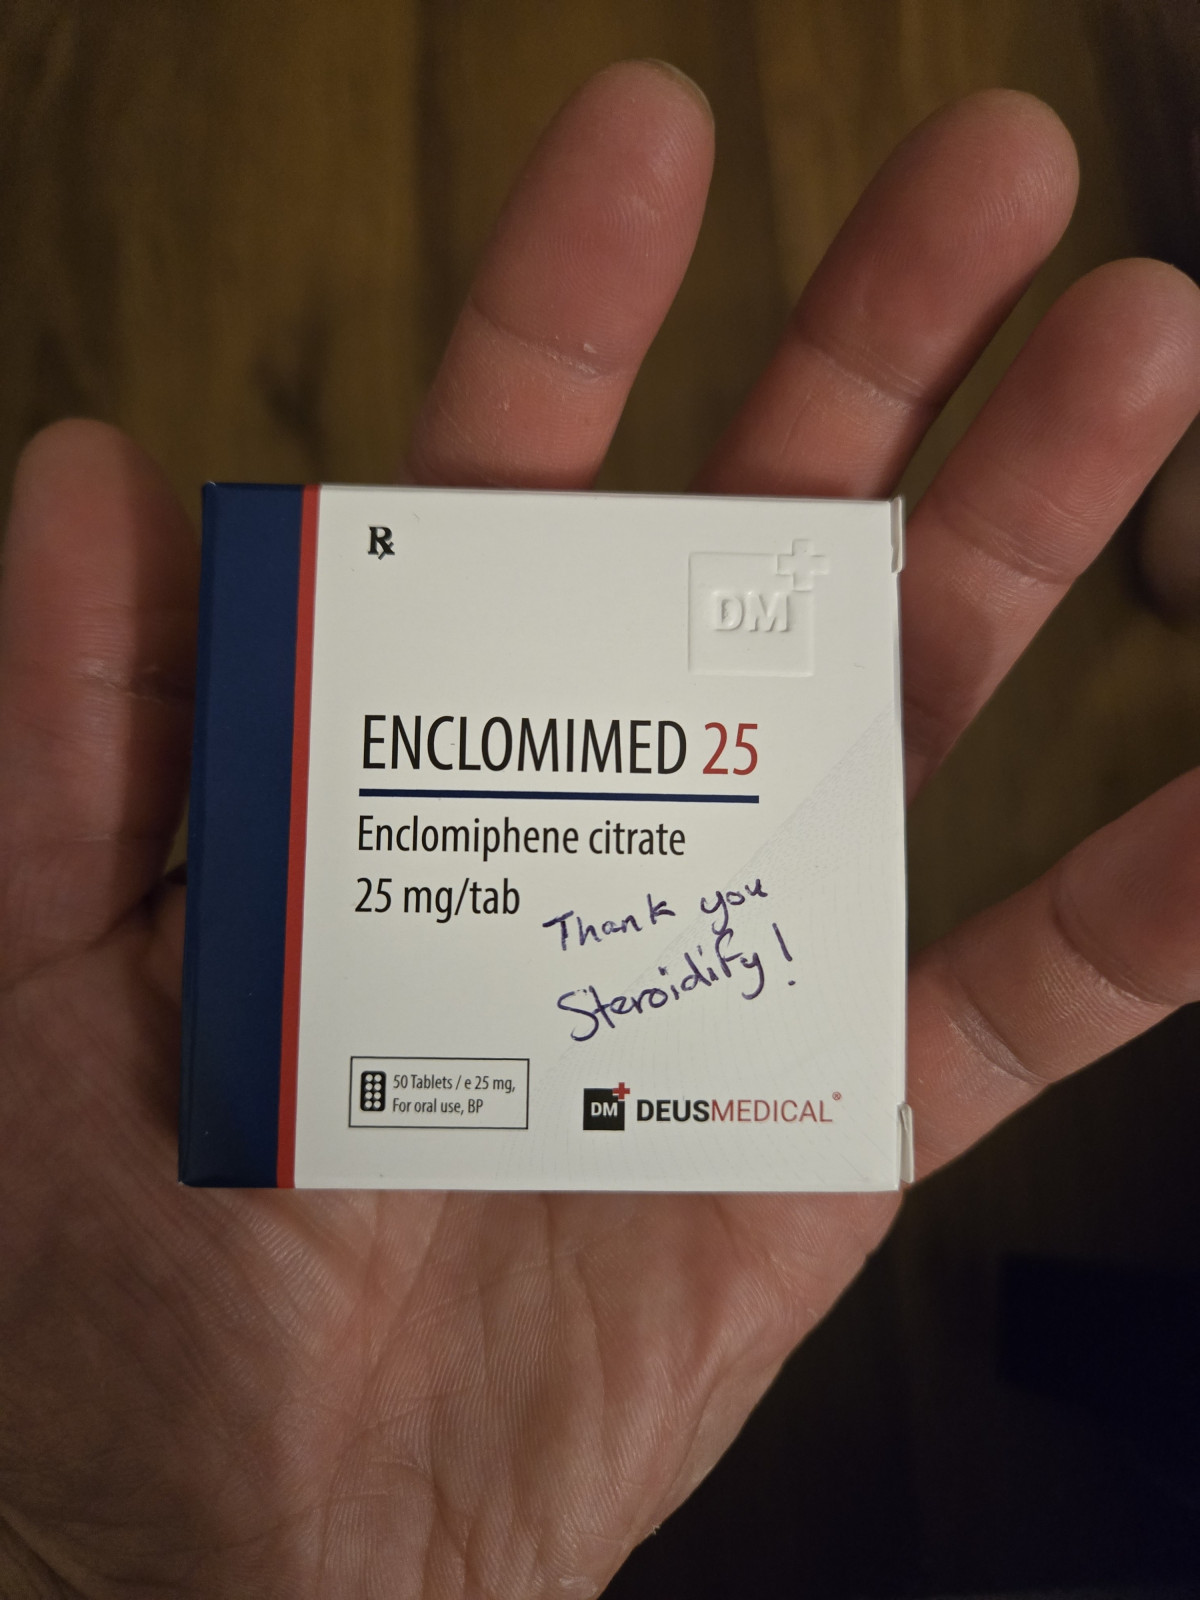 ℞
DM
ENCLOMIMED 25
Enclomiphene citrate
25 mg/tab
Thank you
Steroidify!
50 Tablets / e 25 mg,
For oral use, BP
DM DEUSMEDICAL®